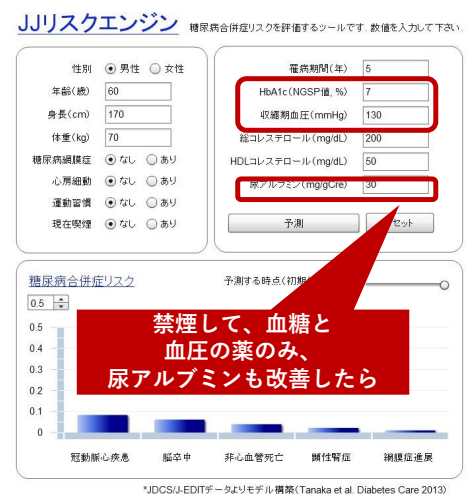 JJリスクエンジン 糖尿病合併症リスクを評価するツールです. 数値を入力して下さい.
性別 男性 女性
年齢(歳) 60
身長(cm) 170
体重(kg) 70
糖尿病網膜症 なし あり
心房細動 なし あり
運動習慣 なし あり
現在喫煙 なし あり
罹病期間(年) 5
HbA1c(NGSP値, %) 7
収縮期血圧(mmHg) 130
総コレステロール(mg/dL) 200
HDLコレステロール(mg/dL) 50
尿アルブミン(mg/gCre) 30
予測 セット
糖尿病合併症リスク 予測する時点(初期
0.5
禁煙して、血糖と
血圧の薬のみ、
尿アルブミンも改善したら
0.5
0.4
0.3
0.2
0.1
0
冠動脈心疾患 脳卒中 非心血管死亡 顕性腎症 網膜症進展
*JDCS/J-EDITデータよりモデル構築(Tanaka et al. Diabetes Care 2013)